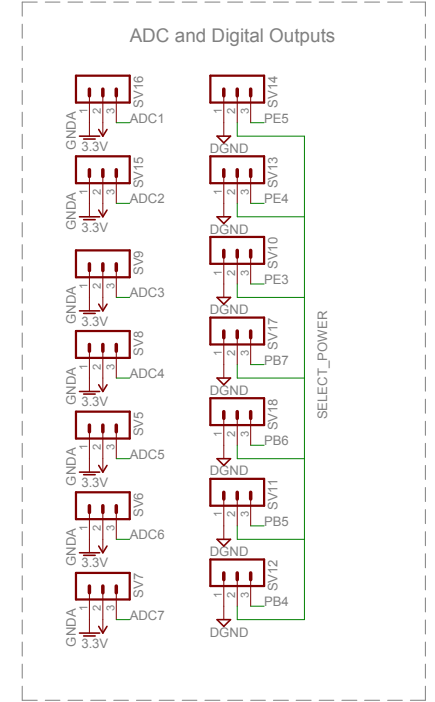 ADC and Digital Outputs
SV16
1 2 3
ADC1
GNDA
3.3V
SV14
1 2 3
PE5
DGND
SV15
1 2 3
ADC2
GNDA
3.3V
SV13
1 2 3
PE4
DGND
SV9
1 2 3
ADC3
GNDA
3.3V
SV10
1 2 3
PE3
DGND
SV8
1 2 3
ADC4
GNDA
3.3V
SV17
1 2 3
PB7
DGND
SELECT_POWER
SV5
1 2 3
ADC5
GNDA
3.3V
SV18
1 2 3
PB6
DGND
SV6
1 2 3
ADC6
GNDA
3.3V
SV11
1 2 3
PB5
DGND
SV7
1 2 3
ADC7
GNDA
3.3V
SV12
1 2 3
PB4
DGND